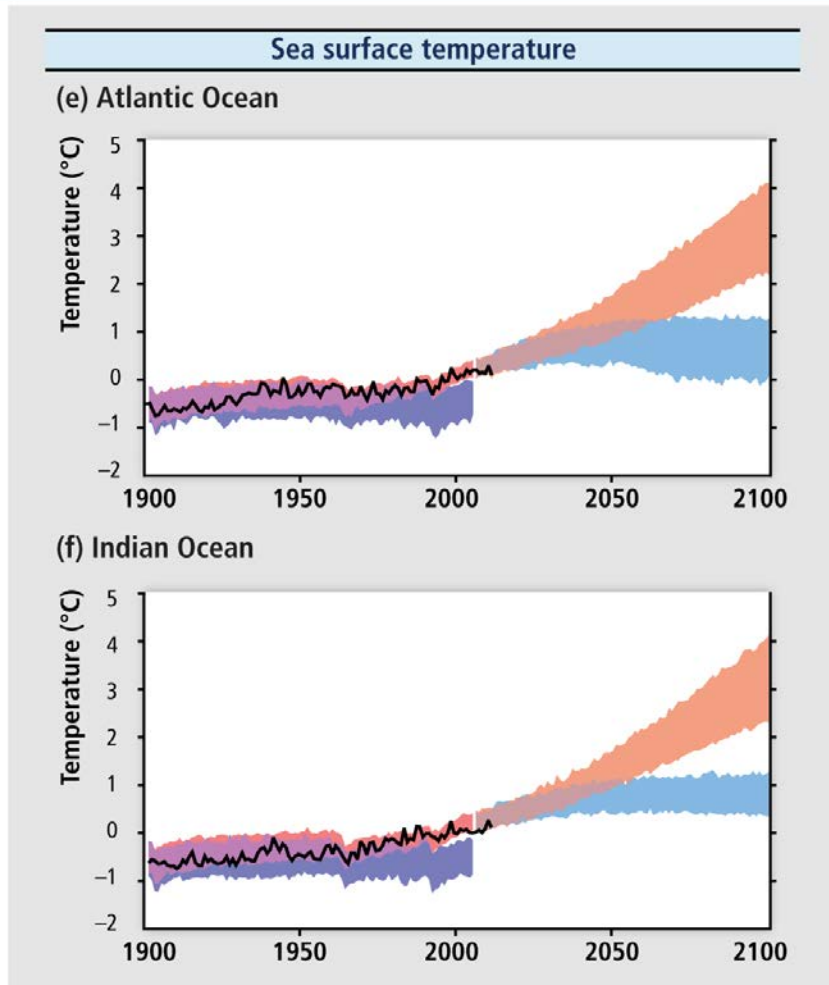 Sea surface temperature
(e) Atlantic Ocean
Temperature (°C)
5
4
3
2
1
0
–1
–2
1900 1950 2000 2050 2100
(f) Indian Ocean
Temperature (°C)
5
4
3
2
1
0
–1
–2
1900 1950 2000 2050 2100